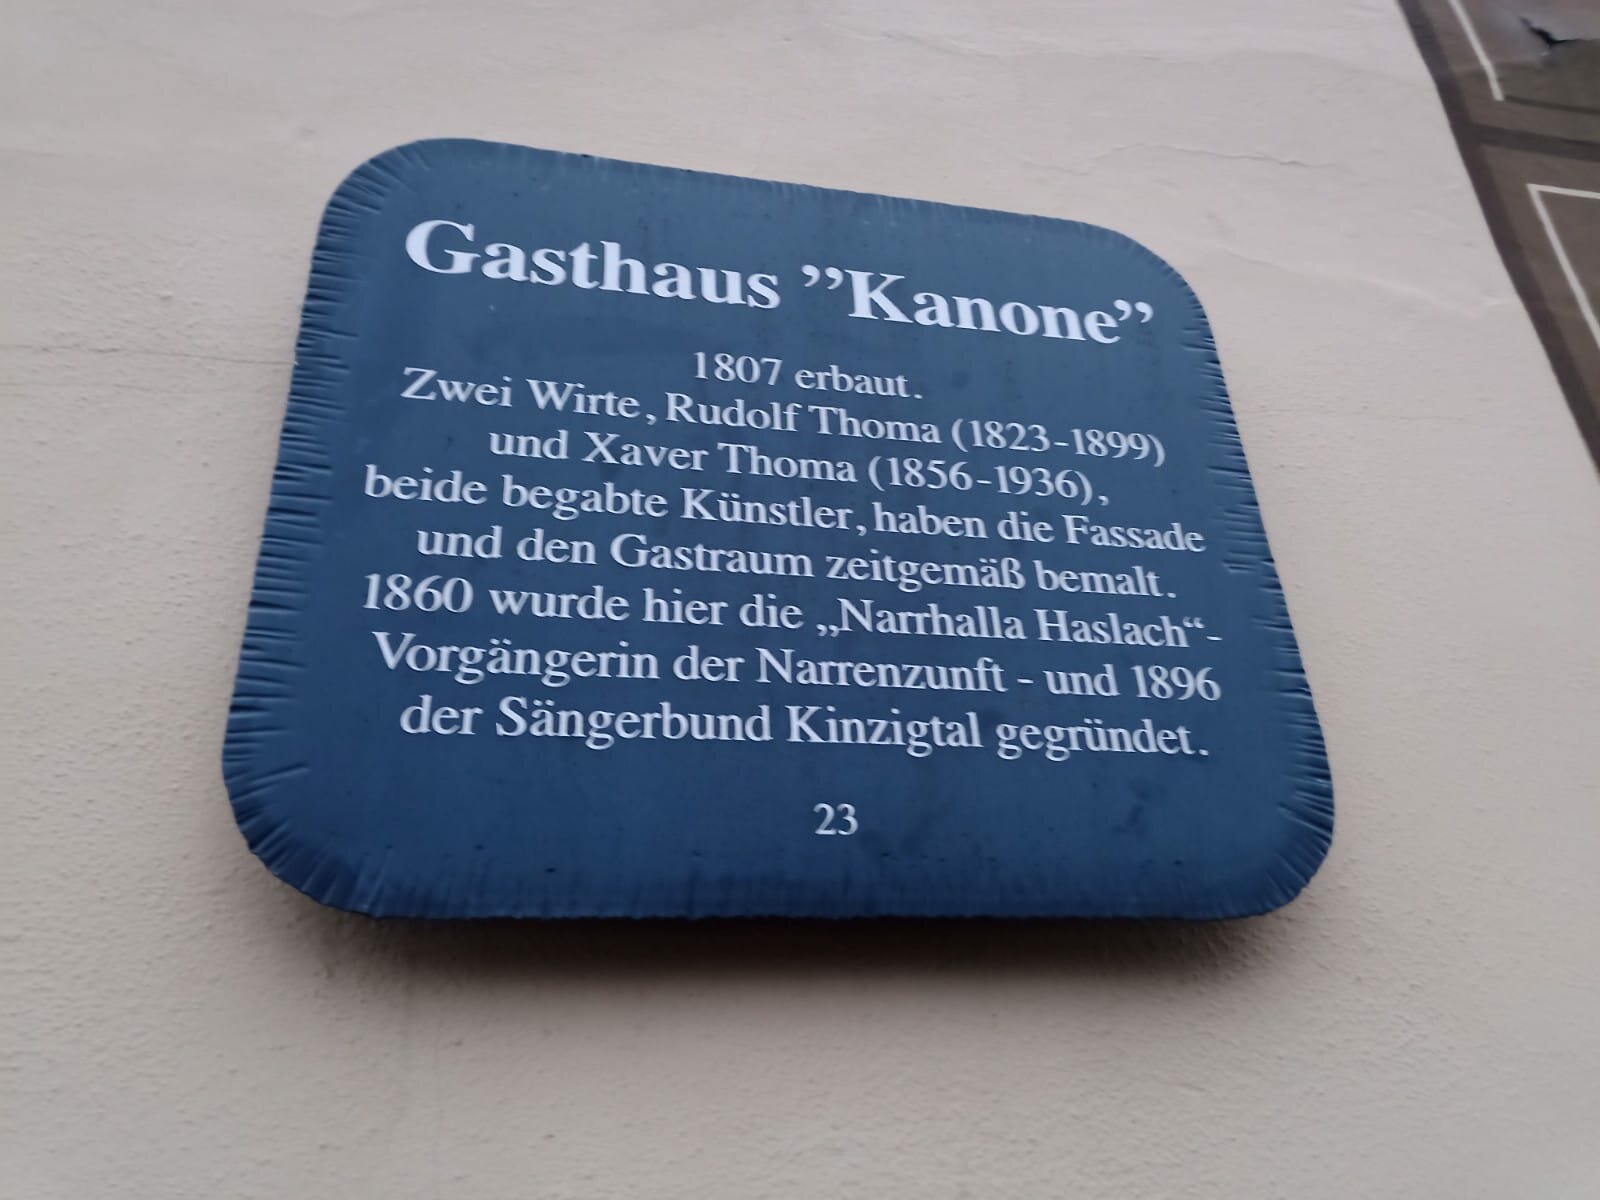 Gasthaus ”Kanone”
1807 erbaut.
Zwei Wirte, Rudolf Thoma (1823-1899)
und Xaver Thoma (1856-1936),
beide begabte Künstler, haben die Fassade
und den Gastraum zeitgemäß bemalt.
1860 wurde hier die „Narrhalla Haslach“-
Vorgängerin der Narrenzunft - und 1896
der Sängerbund Kinzigtal gegründet.
23